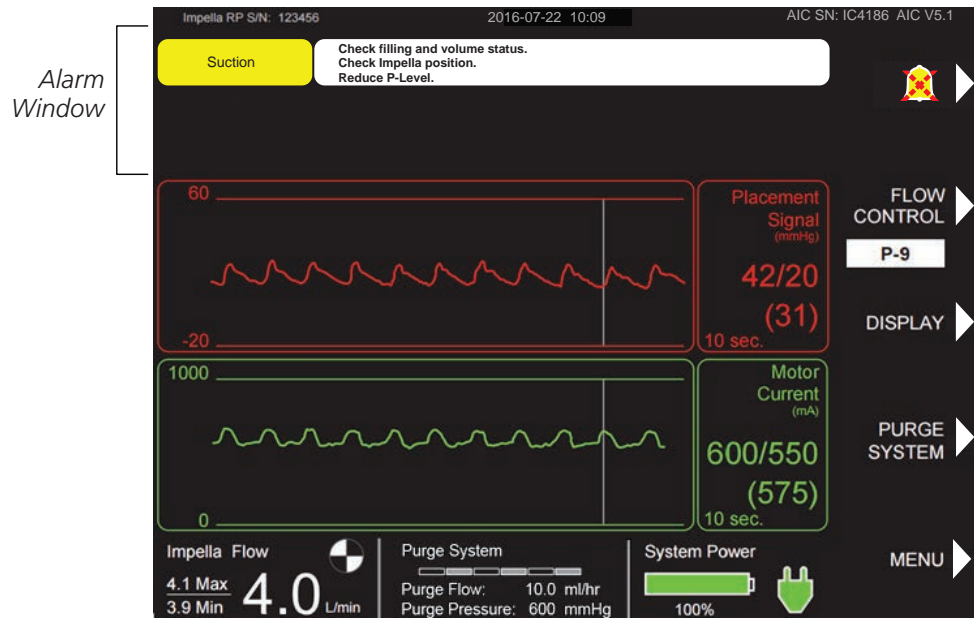 Impella RP S/N: 123456 2016-07-22 10:09 AIC SN: IC4186 AIC V5.1
Alarm
Window
Suction
Check filling and volume status.
Check Impella position.
Reduce P-Level.
60
-20
Placement
Signal
(mmHg)
42/20
(31)
10 sec.
FLOW
CONTROL
P-9
DISPLAY
1000
0
Motor
Current
(mA)
600/550
(575)
10 sec.
PURGE
SYSTEM
Impella Flow
4.1 Max
3.9 Min
4.0 L/min
Purge System
Purge Flow: 10.0 ml/hr
Purge Pressure: 600 mmHg
System Power
100%
MENU